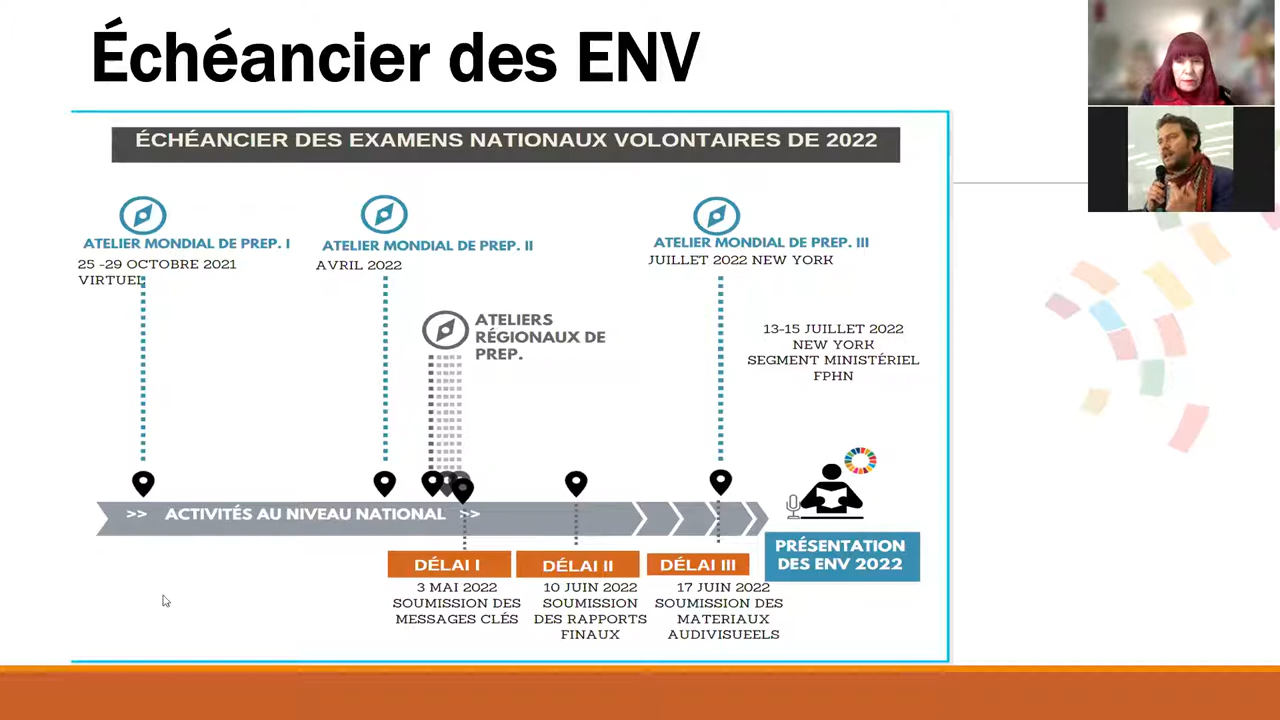 Échéancier des ENV
ÉCHÉANCIER DES EXAMENS NATIONAUX VOLONTAIRES DE 2022
ATELIER MONDIAL DE PREP. I
25 -29 OCTOBRE 2021
VIRTUEL
ATELIER MONDIAL DE PREP. II
AVRIL 2022
ATELIER MONDIAL DE PREP. III
JUILLET 2022 NEW YORK
ATELIERS
RÉGIONAUX DE
PREP.
13-15 JUILLET 2022
NEW YORK
SEGMENT MINISTÉRIEL
FPHN
>> ACTIVITÉS AU NIVEAU NATIONAL >>
DÉLAI I
3 MAI 2022
SOUMISSION DES
MESSAGES CLÉS
DÉLAI II
10 JUIN 2022
SOUMISSION
DES RAPPORTS
FINAUX
DÉLAI III
17 JUIN 2022
SOUMISSION DES
MATERIAUX
AUDIVISUEELS
PRÉSENTATION
DES ENV 2022